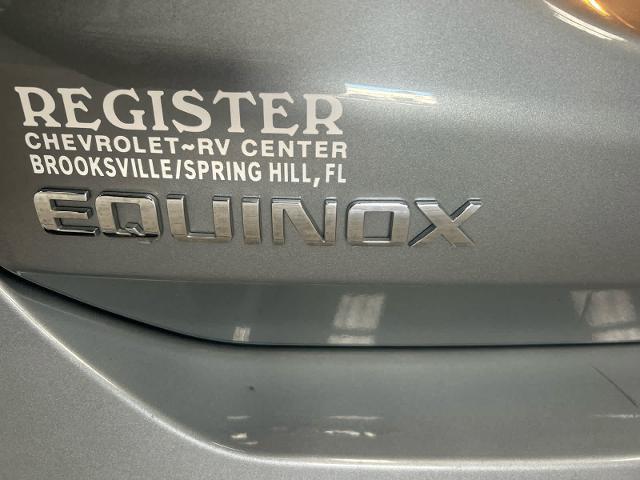 REGISTER
CHEVROLET~RV CENTER
BROOKSVILLE/SPRING HILL, FL
EQUINOX